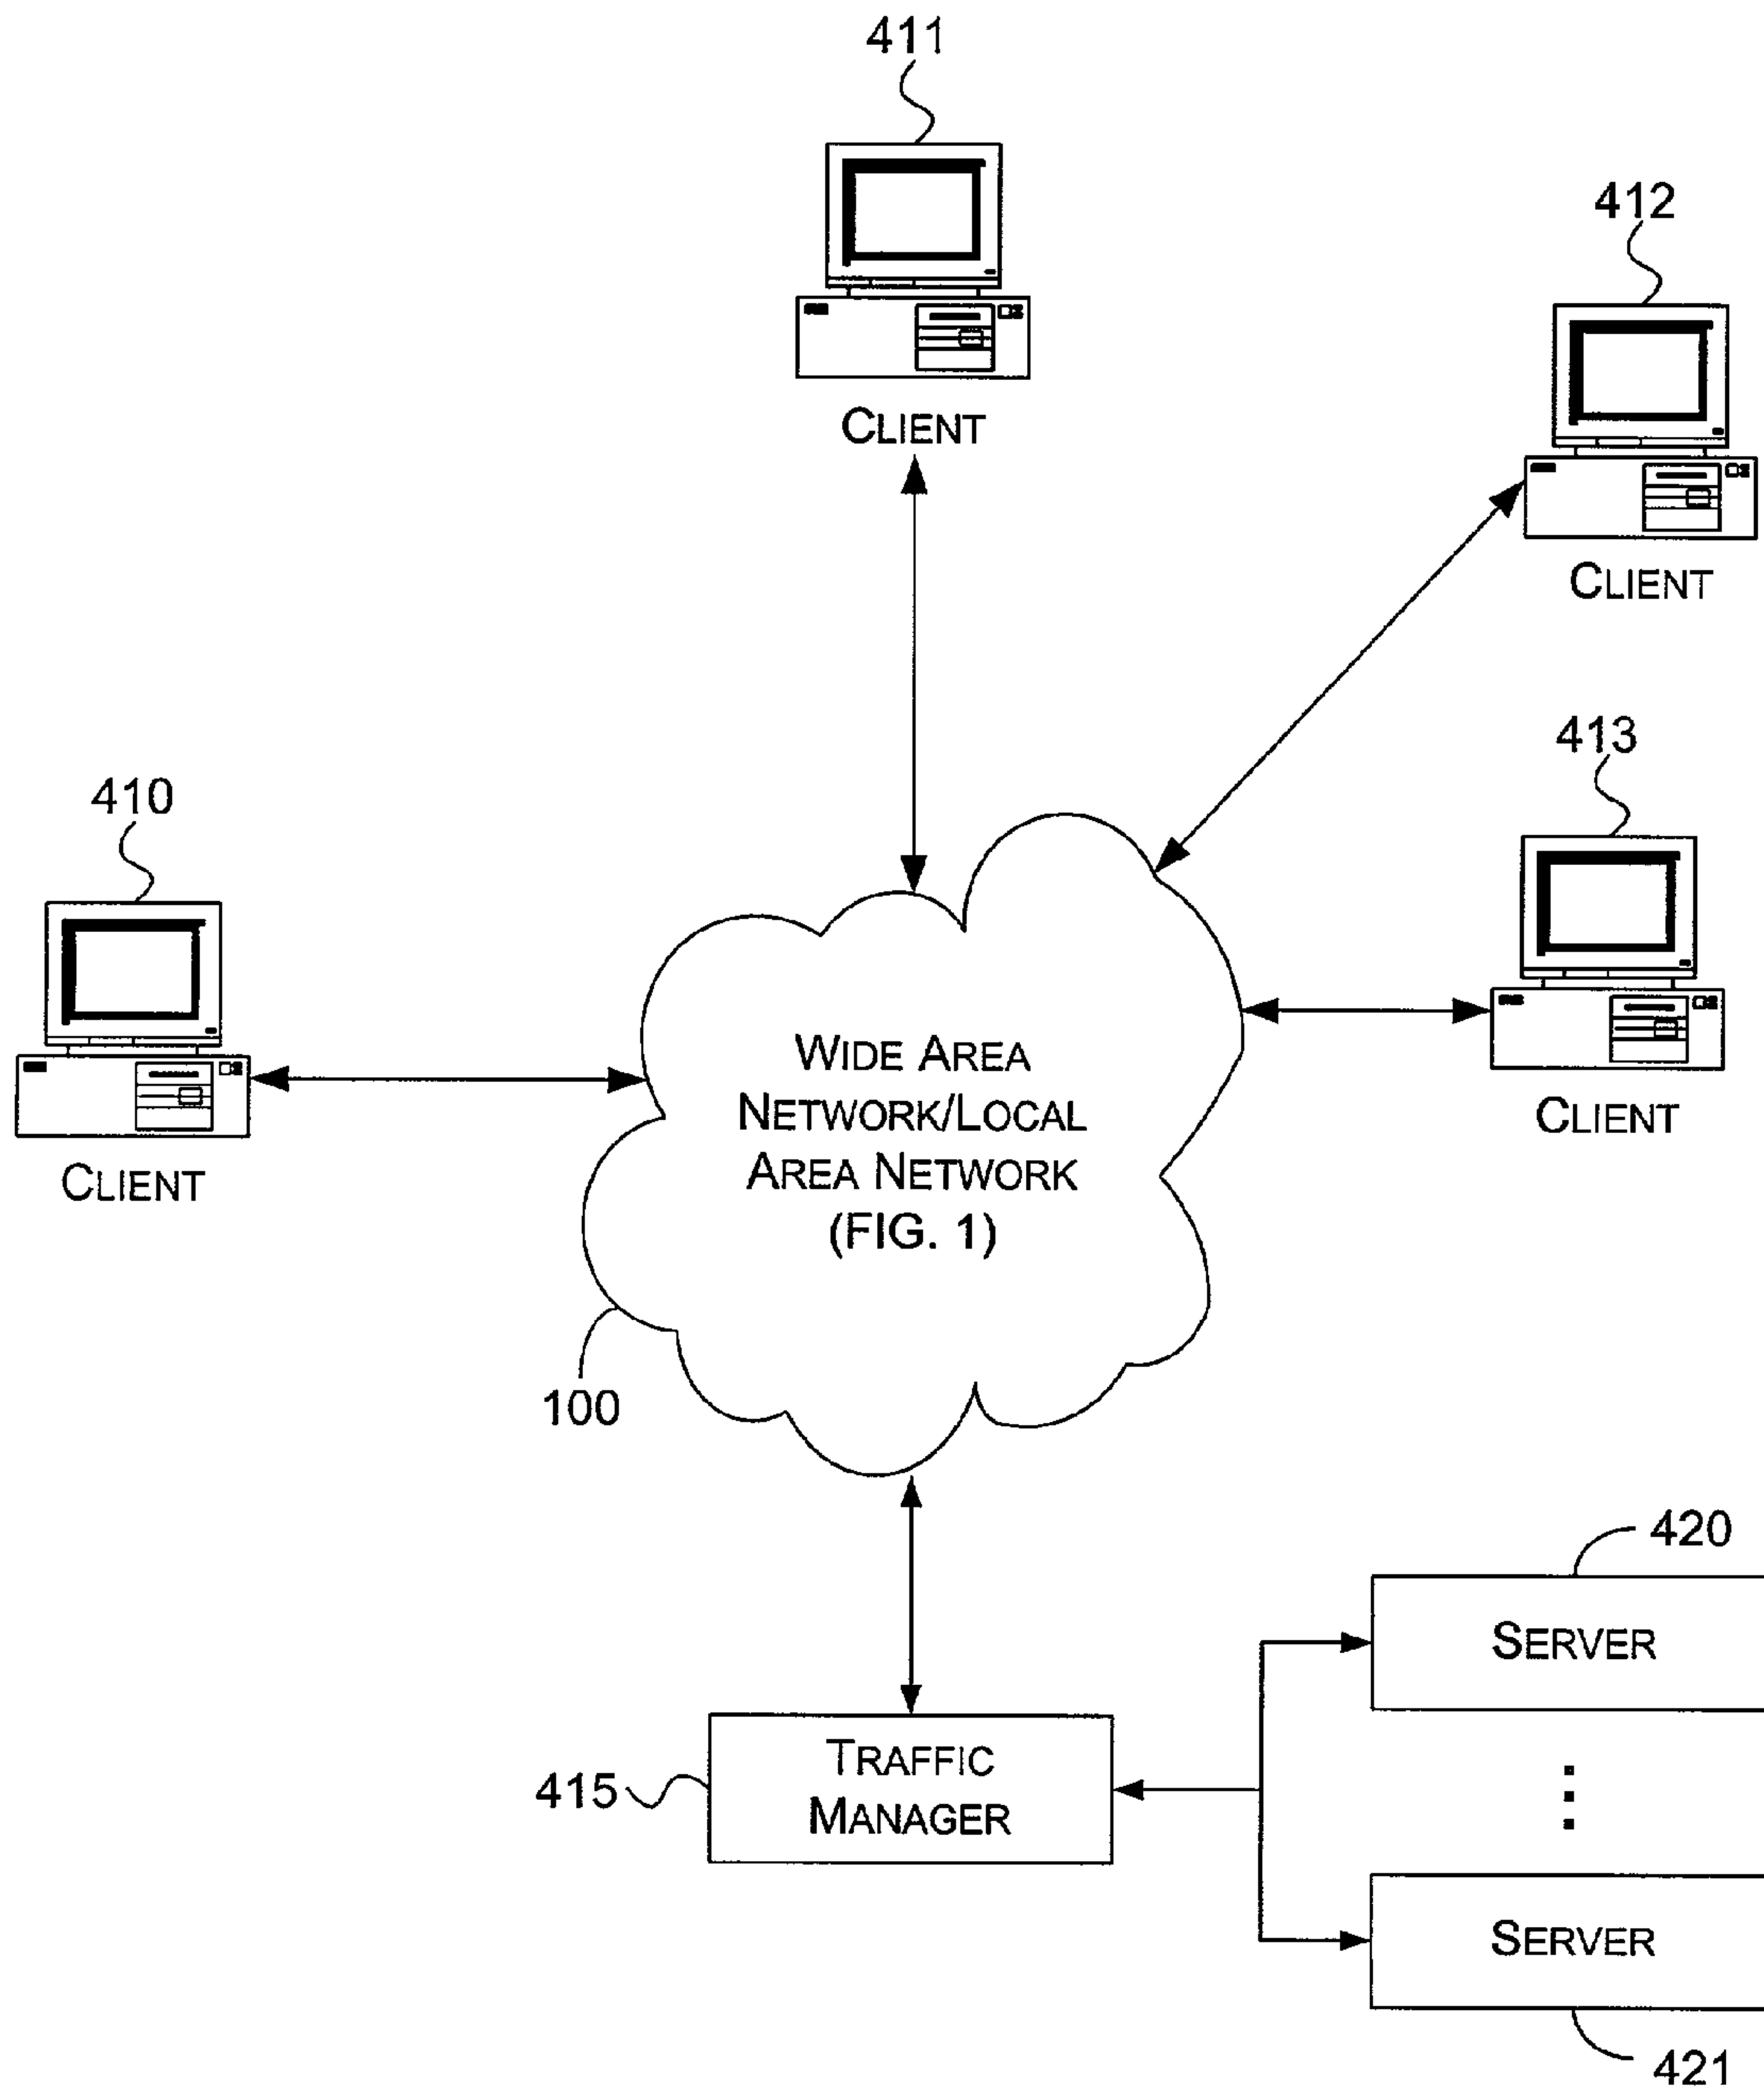 411
CLIENT
412
CLIENT
413
CLIENT
410
CLIENT
WIDE AREA
NETWORK/LOCAL
AREA NETWORK
(FIG. 1)
100
TRAFFIC
MANAGER
415
420
SERVER
SERVER
421